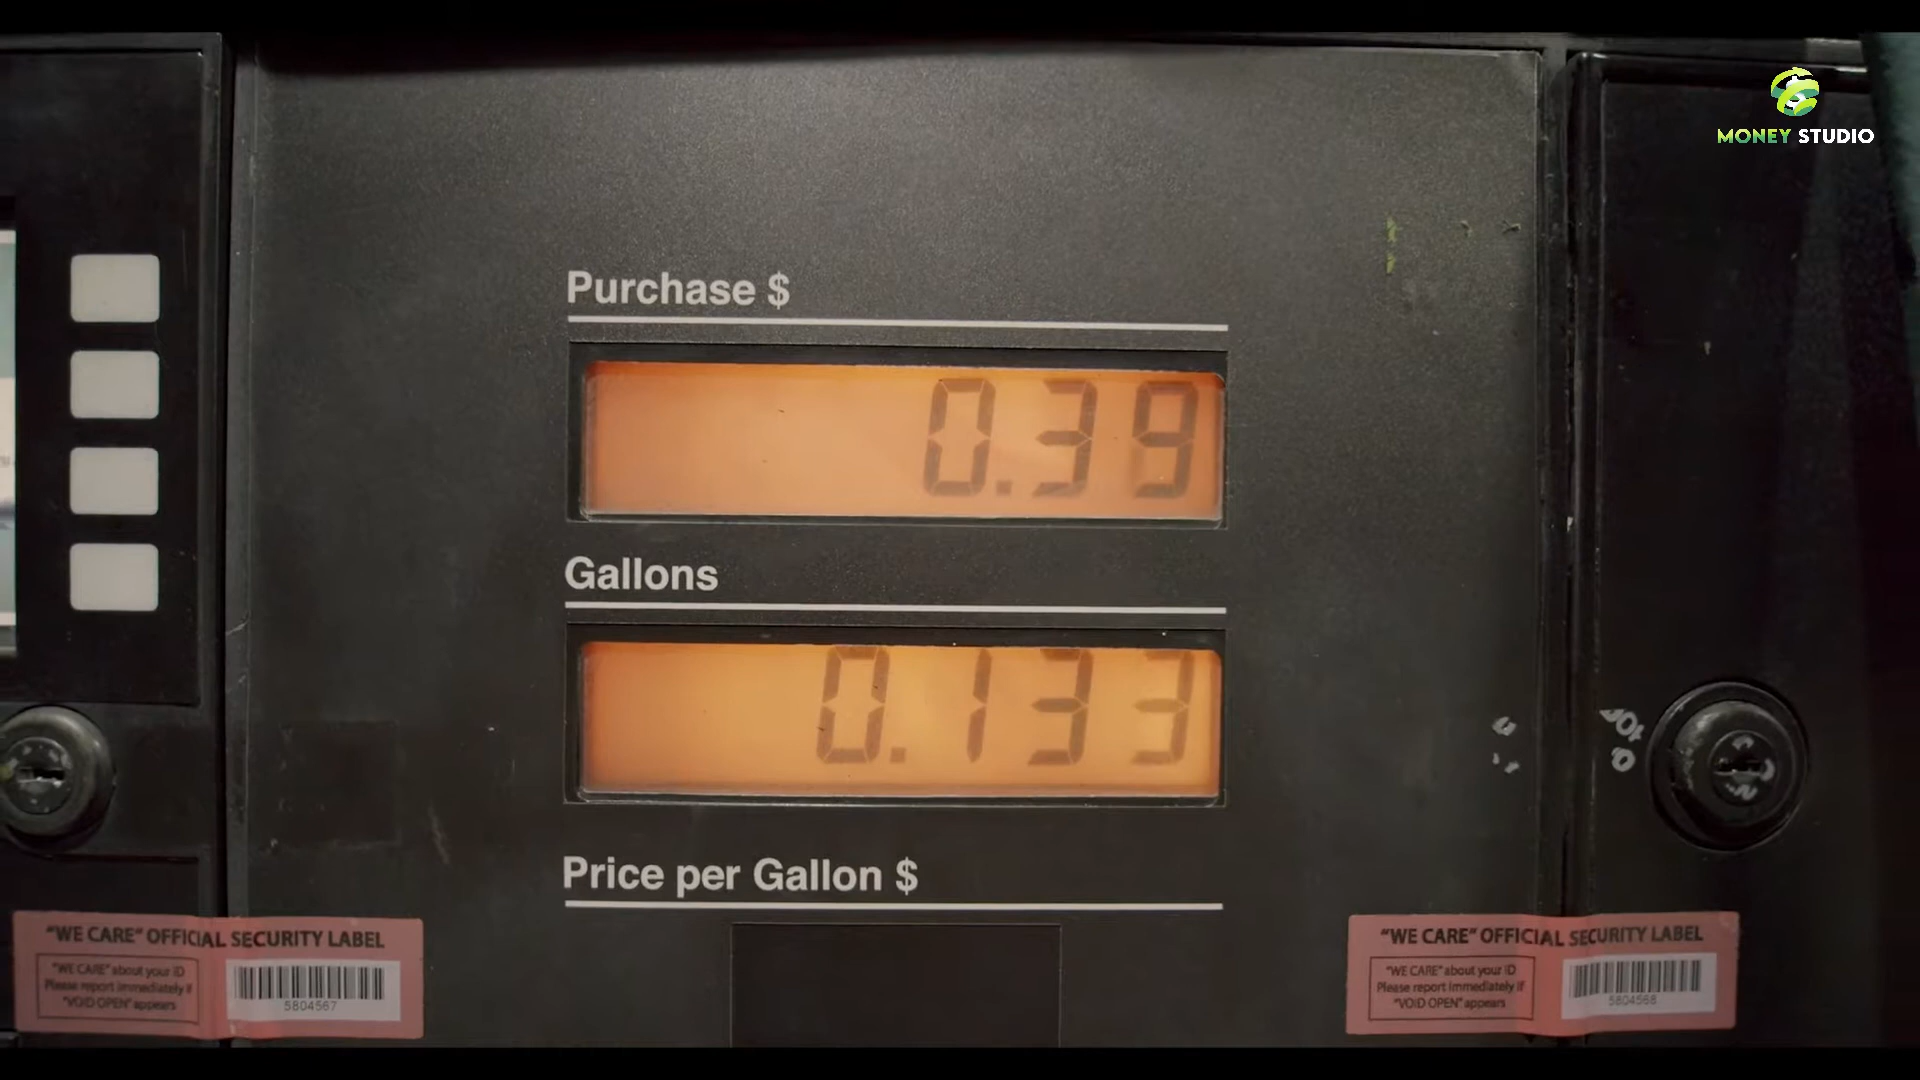 MONEY STUDIO
Purchase $
0.39
Gallons
0.133
Price per Gallon $
"WE CARE" OFFICIAL SECURITY LABEL
"WE CARE" about your ID
Please report immediately if
"VOID OPEN" appears
5804567
"WE CARE" OFFICIAL SECURITY LABEL
"WE CARE" about your ID
Please report immediately if
"VOID OPEN" appears
5804568